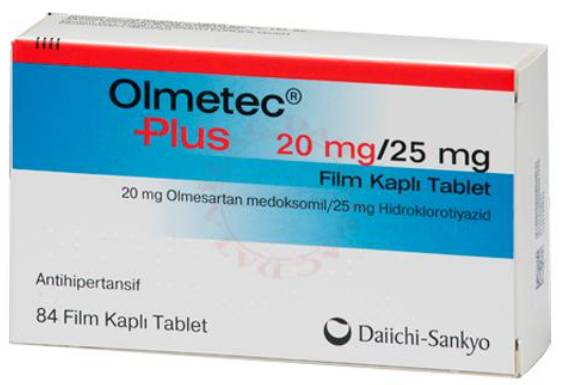 Olmetec®
Plus 20 mg/25 mg
Film Kaplı Tablet
20 mg Olmesartan medoksomil/25 mg Hidroklorotiyazid
Antihipertansif
84 Film Kaplı Tablet
Daiichi-Sankyo